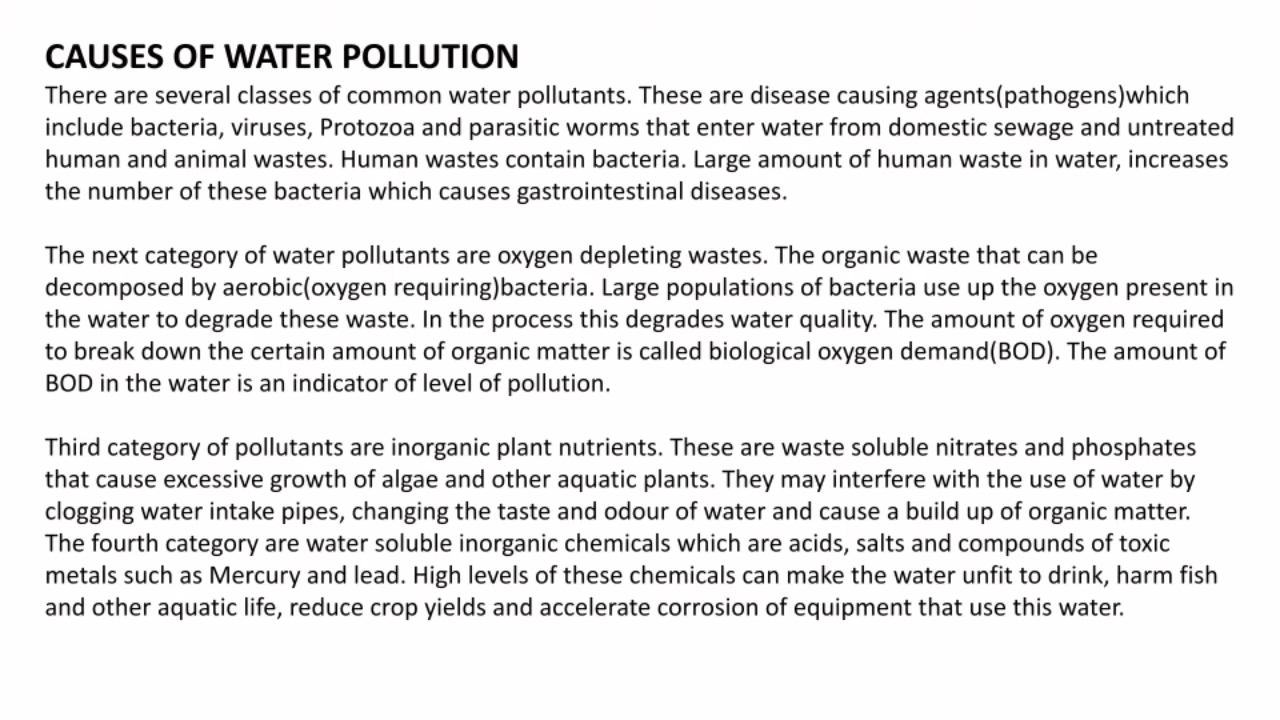 CAUSES OF WATER POLLUTION
There are several classes of common water pollutants. These are disease causing agents(pathogens)which
include bacteria, viruses, Protozoa and parasitic worms that enter water from domestic sewage and untreated
human and animal wastes. Human wastes contain bacteria. Large amount of human waste in water, increases
the number of these bacteria which causes gastrointestinal diseases.
The next category of water pollutants are oxygen depleting wastes. The organic waste that can be
decomposed by aerobic(oxygen requiring)bacteria. Large populations of bacteria use up the oxygen present in
the water to degrade these waste. In the process this degrades water quality. The amount of oxygen required
to break down the certain amount of organic matter is called biological oxygen demand(BOD). The amount of
BOD in the water is an indicator of level of pollution.
Third category of pollutants are inorganic plant nutrients. These are waste soluble nitrates and phosphates
that cause excessive growth of algae and other aquatic plants. They may interfere with the use of water by
clogging water intake pipes, changing the taste and odour of water and cause a build up of organic matter.
The fourth category are water soluble inorganic chemicals which are acids, salts and compounds of toxic
metals such as Mercury and lead. High levels of these chemicals can make the water unfit to drink, harm fish
and other aquatic life, reduce crop yields and accelerate corrosion of equipment that use this water.